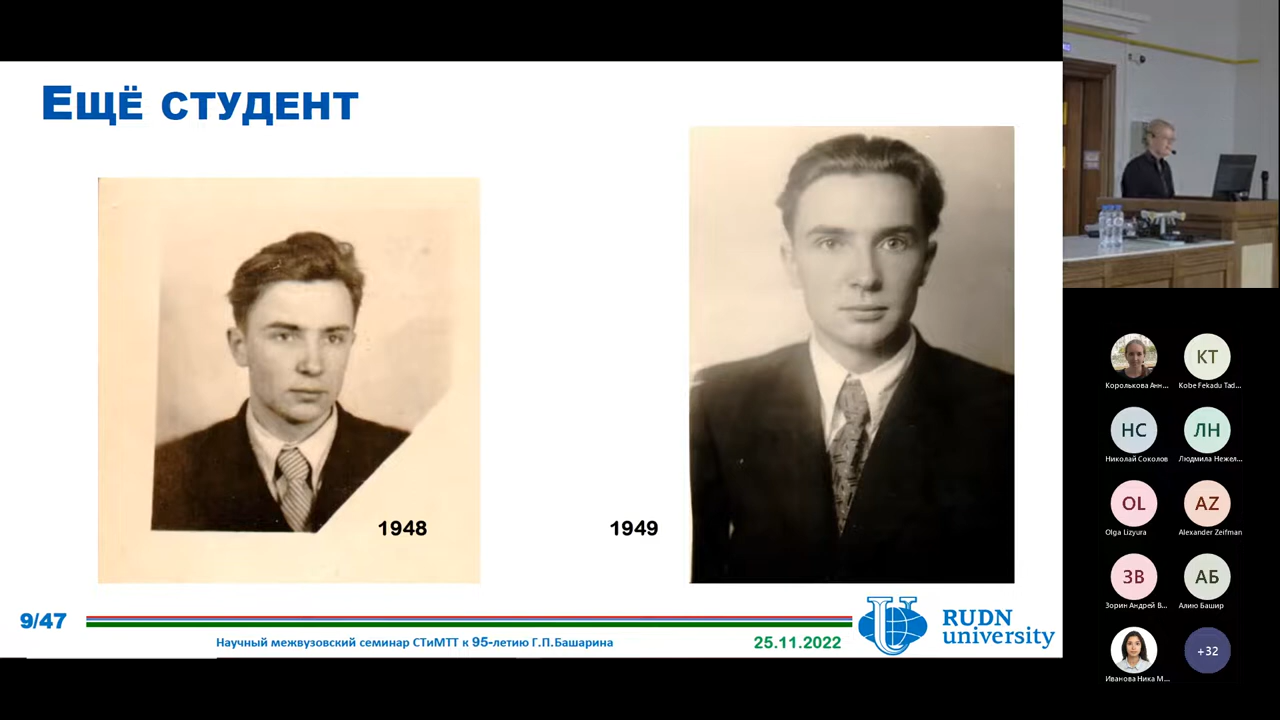 Ещё студент
1948
1949
9/47
Научный межвузовский семинар СТиМТТ к 95-летию Г.П.Башарина
25.11.2022
RUDN
university
КТ
Королькова Анн...
Kobe Fekadu Tad...
НС
ЛН
Николай Соколов
Людмила Нежел...
OL
AZ
Olga Lizyura
Alexander Zeifman
ЗВ
АБ
Зорин Андрей В...
Алию Башир
+32
Иванова Ника М...